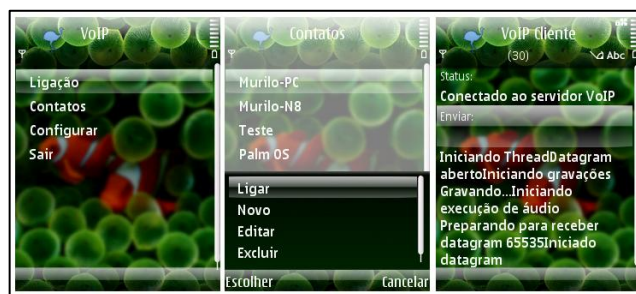 VoIP
Ligação
Contatos
Configurar
Sair
Contatos
Murilo-PC
Murilo-N8
Teste
Palm OS
Ligar
Novo
Editar
Excluir
Escolher
Cancelar
VoIP Cliente
(30)
Abc
Status:
Conectado ao servidor VoIP
Enviar:
Iniciando ThreadDatagram
abertoIniciando gravações
Gravando...Iniciando
execução de áudio
Preparando para receber
datagram 65535Iniciado
datagram